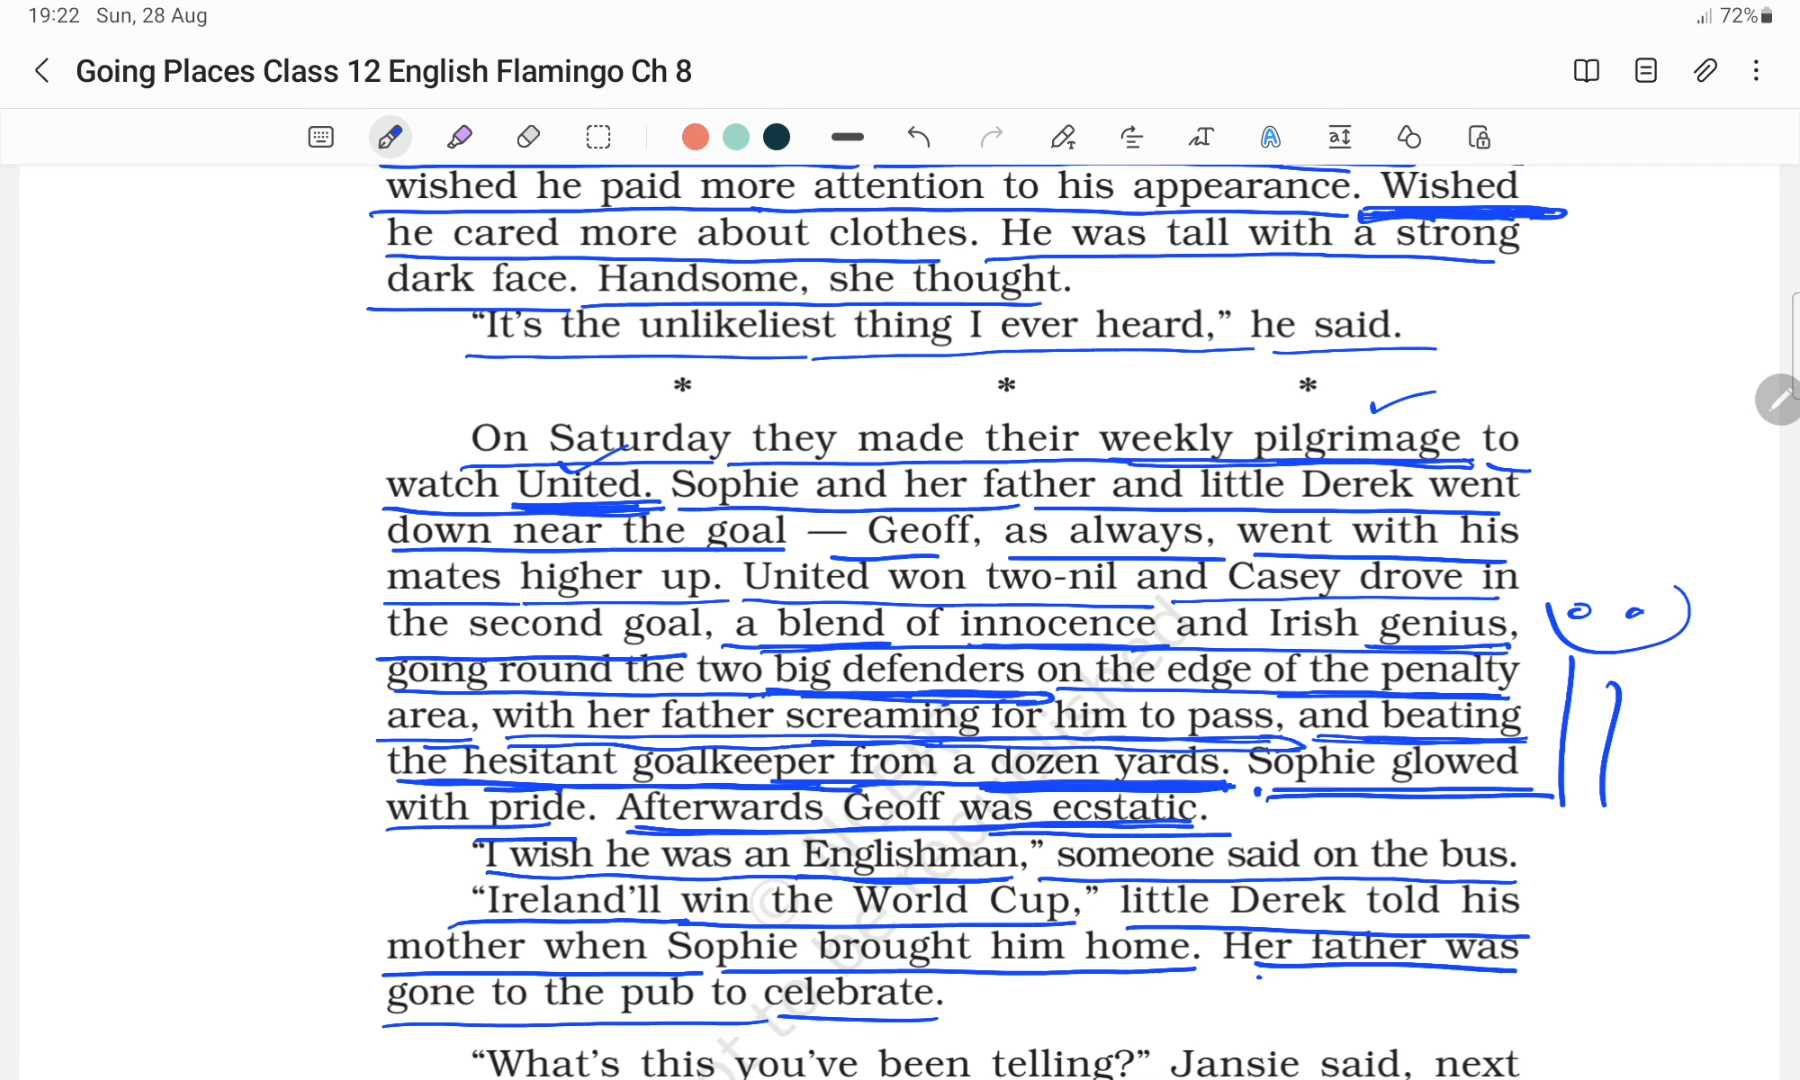 19:22 Sun, 28 Aug
72%
Going Places Class 12 English Flamingo Ch 8
wished he paid more attention to his appearance. Wished
he cared more about clothes. He was tall with a strong
dark face. Handsome, she thought.
“It’s the unlikeliest thing I ever heard,” he said.
* * *
On Saturday they made their weekly pilgrimage to
watch United. Sophie and her father and little Derek went
down near the goal — Geoff, as always, went with his
mates higher up. United won two-nil and Casey drove in
the second goal, a blend of innocence and Irish genius,
going round the two big defenders on the edge of the penalty
area, with her father screaming for him to pass, and beating
the hesitant goalkeeper from a dozen yards. Sophie glowed
with pride. Afterwards Geoff was ecstatic.
“I wish he was an Englishman,” someone said on the bus.
“Ireland’ll win the World Cup,” little Derek told his
mother when Sophie brought him home. Her father was
gone to the pub to celebrate.
“What’s this you’ve been telling?” Jansie said, next